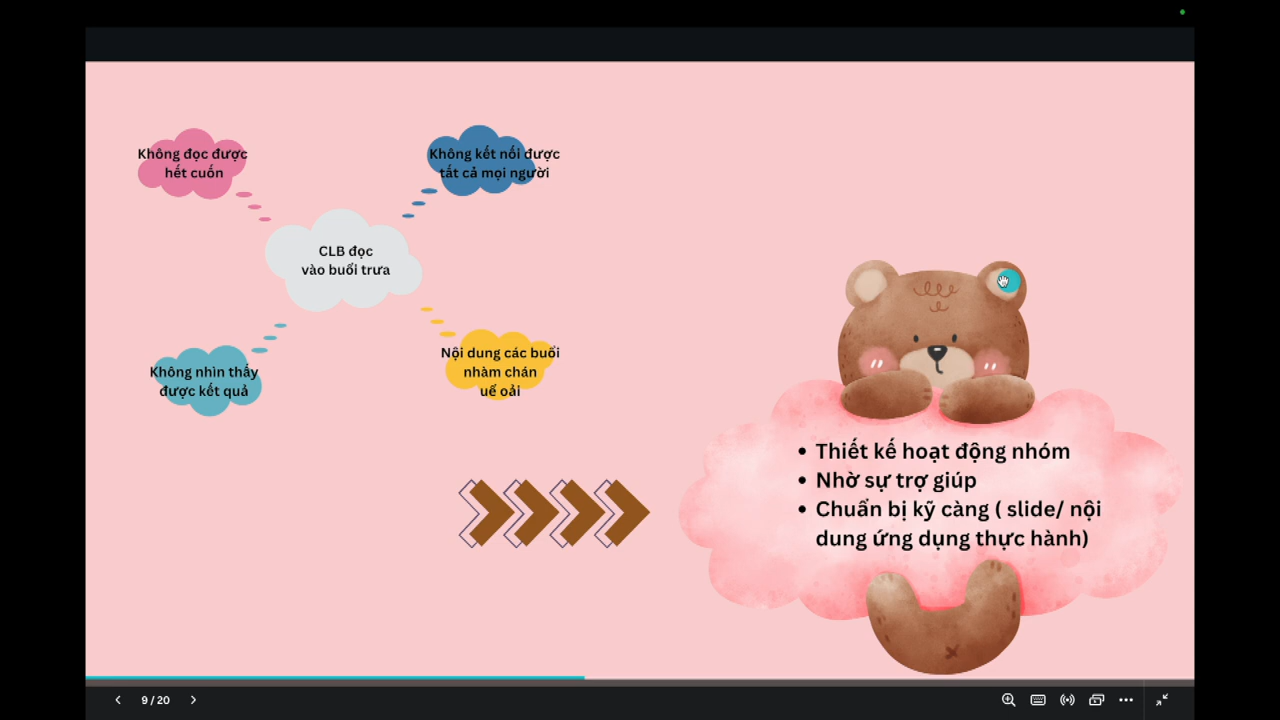 Không đọc được
hết cuốn
Không kết nối được
tất cả mọi người
CLB đọc
vào buổi trưa
Không nhìn thấy
được kết quả
Nội dung các buổi
nhàm chán
uể oải
• Thiết kế hoạt động nhóm
• Nhờ sự trợ giúp
• Chuẩn bị kỹ càng ( slide/ nội
dung ứng dụng thực hành)
9 / 20